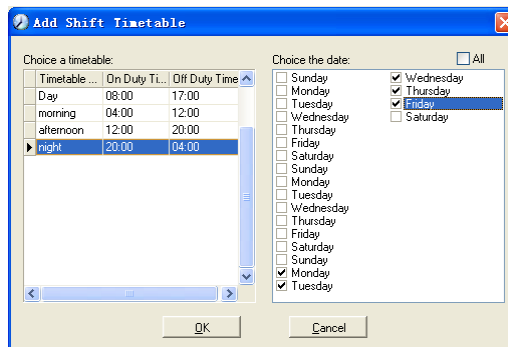 Add Shift Timetable
Choice a timetable:
Choice the date:
All
Timetable ... On Duty Ti... Off Duty Time
Day 08:00 17:00
morning 04:00 12:00
afternoon 12:00 20:00
night 20:00 04:00
Sunday
Monday
Tuesday
Wednesday
Thursday
Friday
Saturday
Sunday
Monday
Tuesday
Wednesday
Thursday
Friday
Saturday
Sunday
Monday
Tuesday
Wednesday
Thursday
Friday
Saturday
OK
Cancel